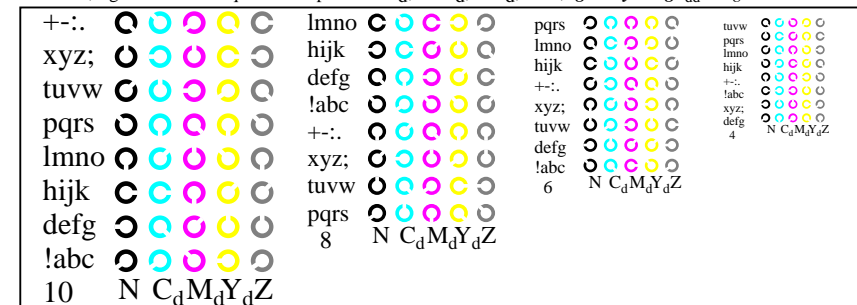 +-:.
xyz;
tuvw
pqrs
lmno
hijk
defg
!abc
10 N CdMdYdZ
lmno
hijk
defg
!abc
+-:.
xyz;
tuvw
pqrs
8 N CdMdYdZ
pqrs
lmno
hijk
+-:.
xyz;
tuvw
defg
!abc
6 N CdMdYdZ
tuvw
pqrs
lmno
hijk
+-:.
!abc
xyz;
defg
4 N CdMdYdZ